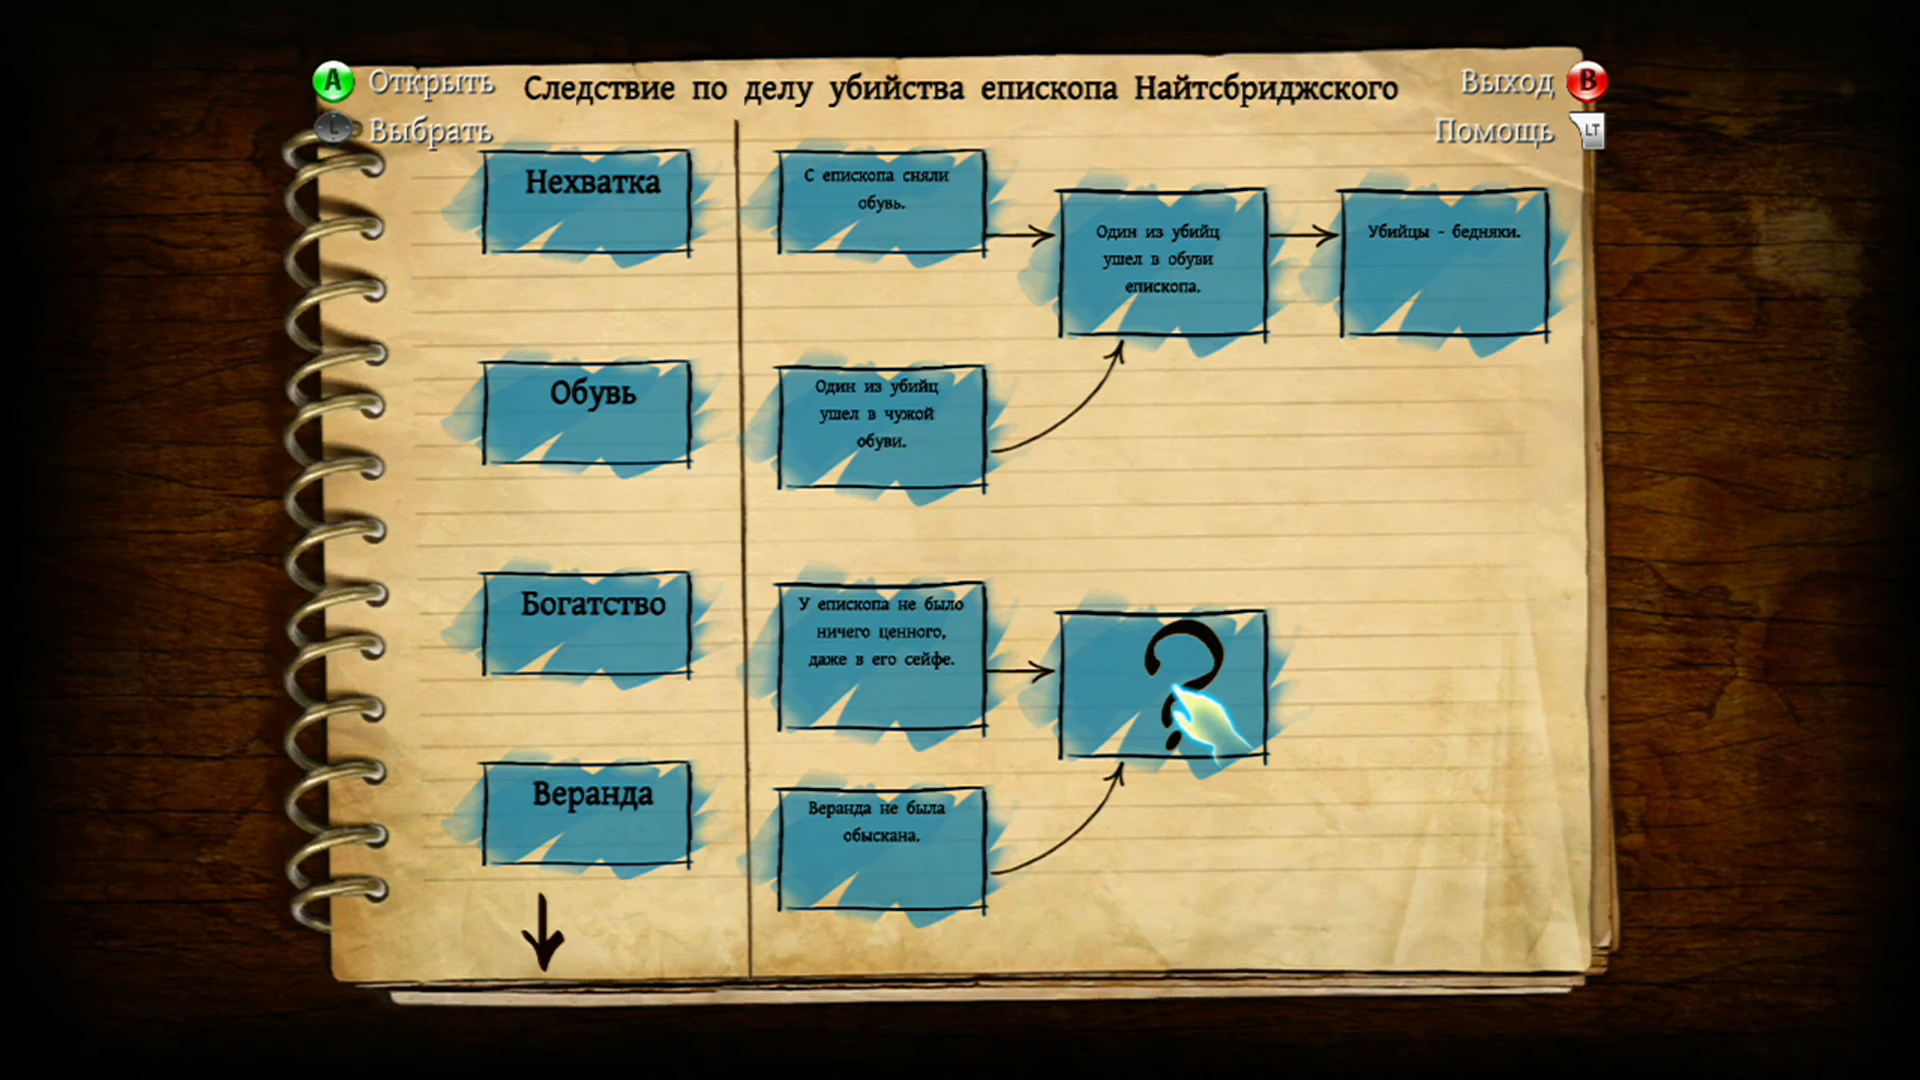 A Открыть
L Выбрать
Следствие по делу убийства епископа Найтсбриджского
Выход B
Помощь LT
Нехватка
Обувь
Богатство
Веранда
С епископа сняли
обувь.
Один из убийц
ушел в обуви
епископа.
Убийцы - бедняки.
Один из убийц
ушел в чужой
обуви.
У епископа не было
ничего ценного,
даже в его сейфе.
?
Веранда не была
обыскана.